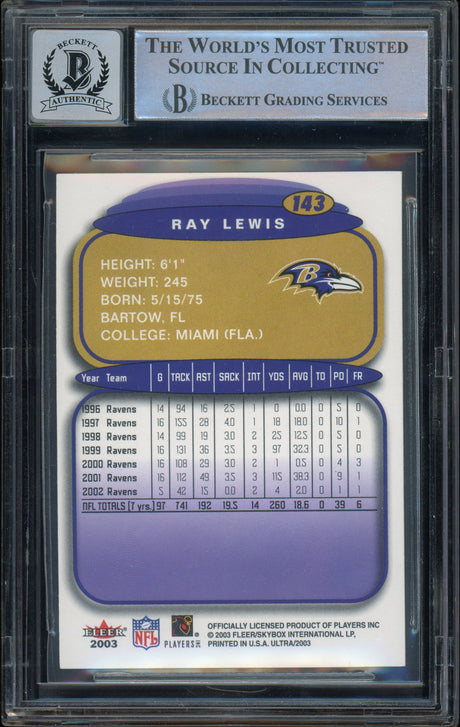 BECKETT
B
AUTHENTIC
THE WORLD'S MOST TRUSTED
SOURCE IN COLLECTING™
B BECKETT GRADING SERVICES
143
RAY LEWIS
HEIGHT: 6'1"
WEIGHT: 245
BORN: 5/15/75
BARTOW, FL
COLLEGE: MIAMI (FLA.)
B
Year Team G TACK AST SACK INT YDS AVG TD PD FR
1996 Ravens 14 94 16 2.5 1 0 0.0 0 5 0
1997 Ravens 16 155 28 4.0 1 18 18.0 0 10 1
1998 Ravens 14 99 19 3.0 2 25 12.5 0 0 0
1999 Ravens 16 131 36 3.5 3 97 32.3 0 0 0
2000 Ravens 16 108 29 3.0 2 1 0.5 0 4 3
2001 Ravens 16 112 49 3.5 3 115 38.3 0 9 1
2002 Ravens 5 42 15 0.0 2 4 2.0 0 1 1
NFL TOTALS (7 yrs.) 97 741 192 19.5 14 260 18.6 0 39 6
FLEER
2003
NFL
PLAYERS INC
OFFICIALLY LICENSED PRODUCT OF PLAYERS INC
© 2003 FLEER/SKYBOX INTERNATIONAL LP,
PRINTED IN U.S.A. ULTRA/2003